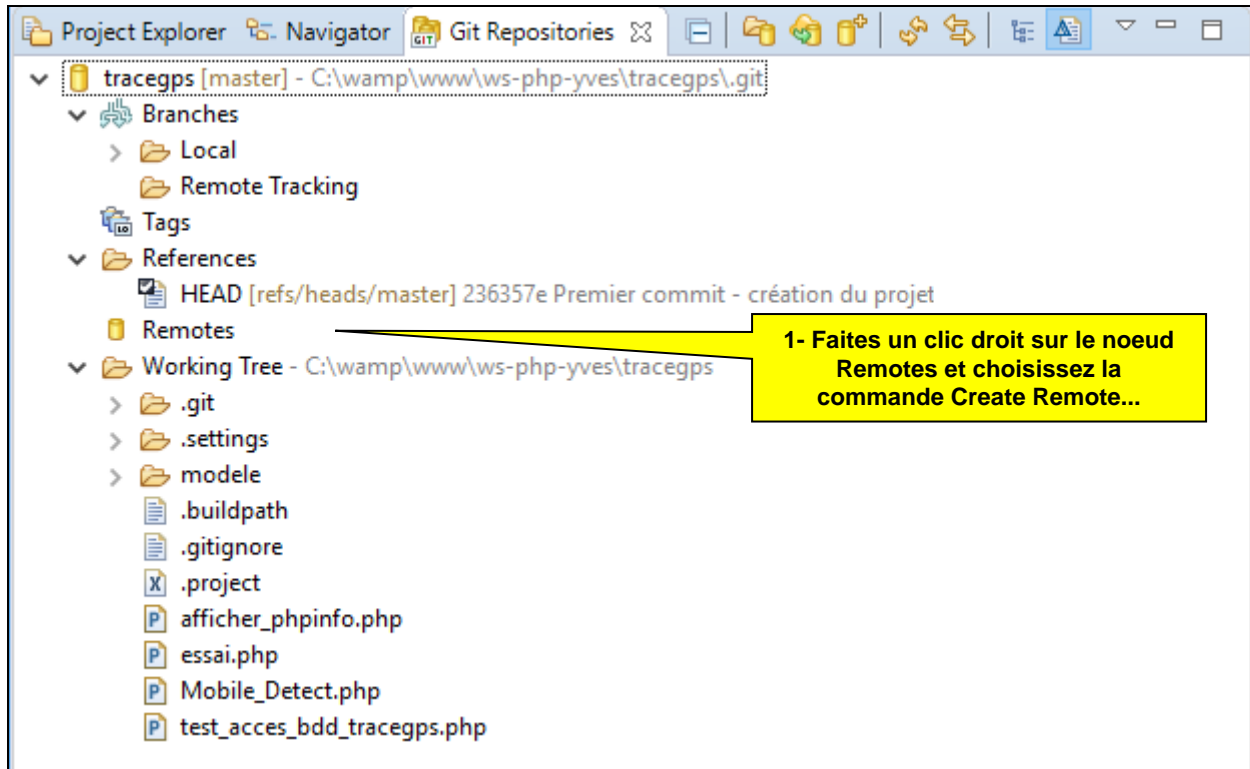 Project Explorer Navigator Git Repositories
tracegps [master] - C:\wamp\www\ws-php-yves\tracegps\.git
Branches
Local
Remote Tracking
Tags
References
HEAD [refs/heads/master] 236357e Premier commit - création du projet
Remotes
1- Faites un clic droit sur le noeud
Remotes et choisissez la
commande Create Remote...
Working Tree - C:\wamp\www\ws-php-yves\tracegps
.git
.settings
modele
.buildpath
.gitignore
.project
afficher_phpinfo.php
essai.php
Mobile_Detect.php
test_acces_bdd_tracegps.php